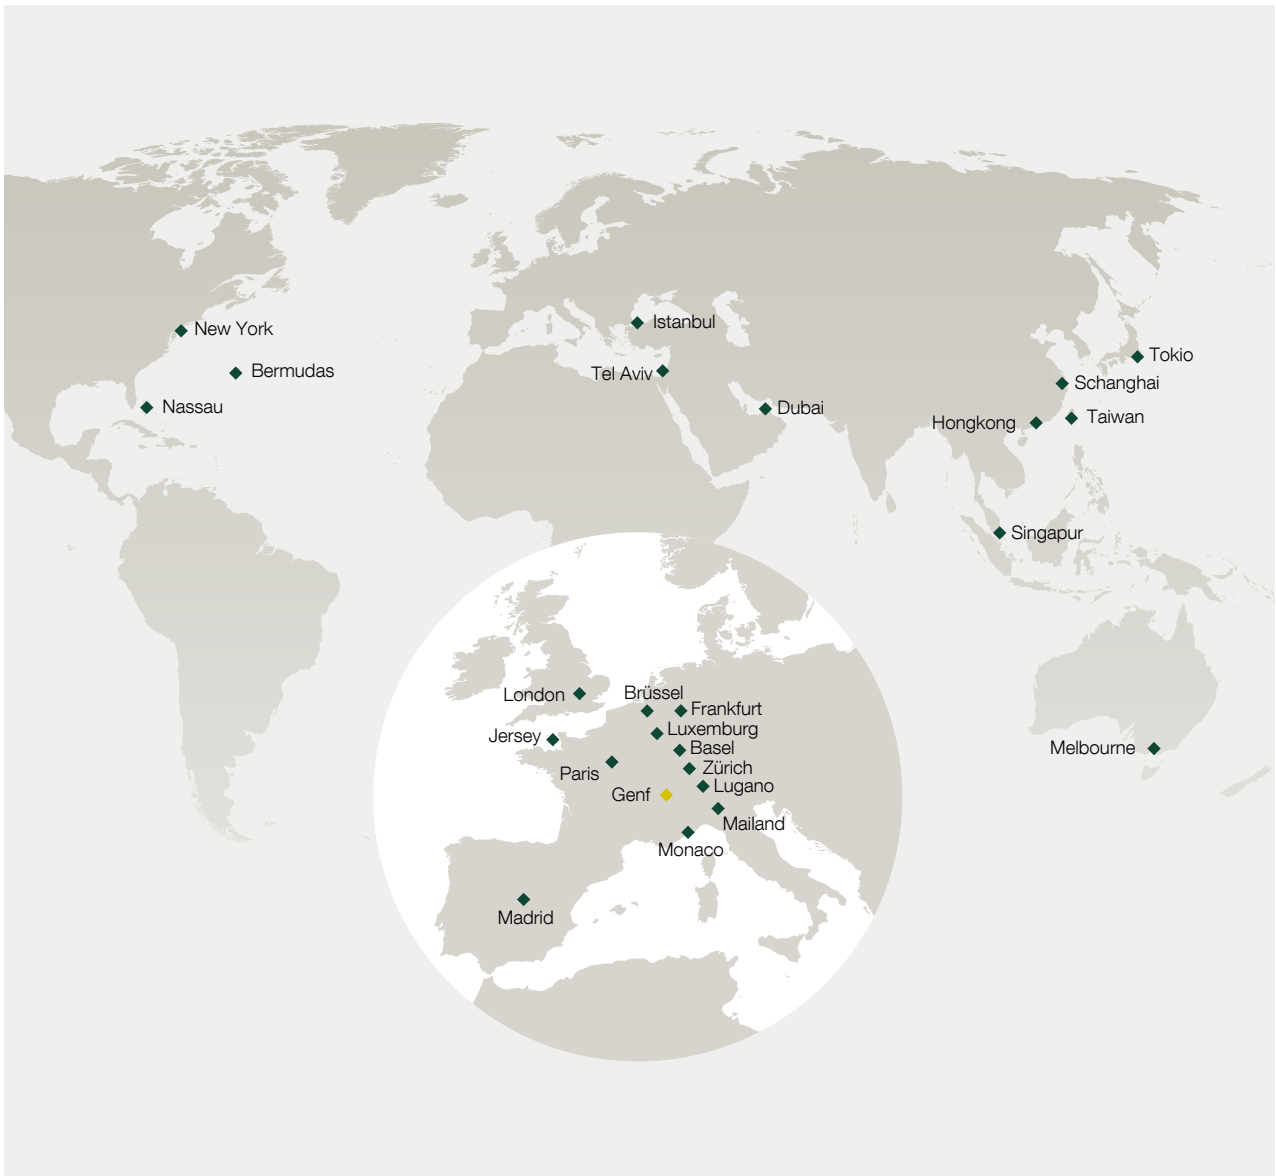 New York
Istanbul
Tokio
Bermudas
Tel Aviv
Schanghai
Nassau
Dubai
Hongkong
Taiwan
Singapur
London
Brüssel
Frankfurt
Luxemburg
Jersey
Basel
Melbourne
Paris
Zürich
Lugano
Genf
Mailand
Monaco
Madrid